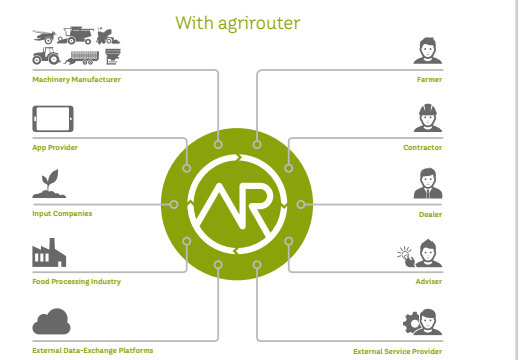 With agrirouter
Machinery Manufacturer
Farmer
App Provider
Contractor
AR
Input Companies
Dealer
Food Processing Industry
Adviser
External Data-Exchange Platforms
External Service Provider